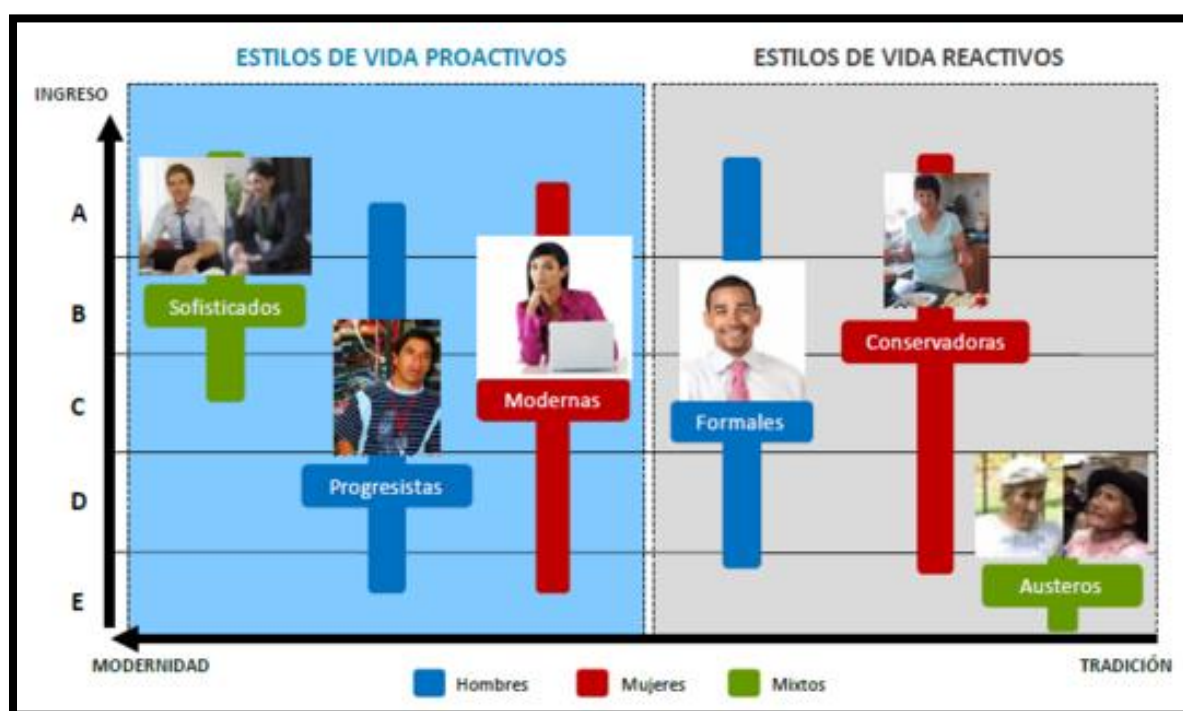 ESTILOS DE VIDA PROACTIVOS
ESTILOS DE VIDA REACTIVOS
INGRESO
A
B
C
D
E
Sofisticados
Progresistas
Modernas
Formales
Conservadoras
Austeros
MODERNIDAD
TRADICIÓN
Hombres
Mujeres
Mixtos